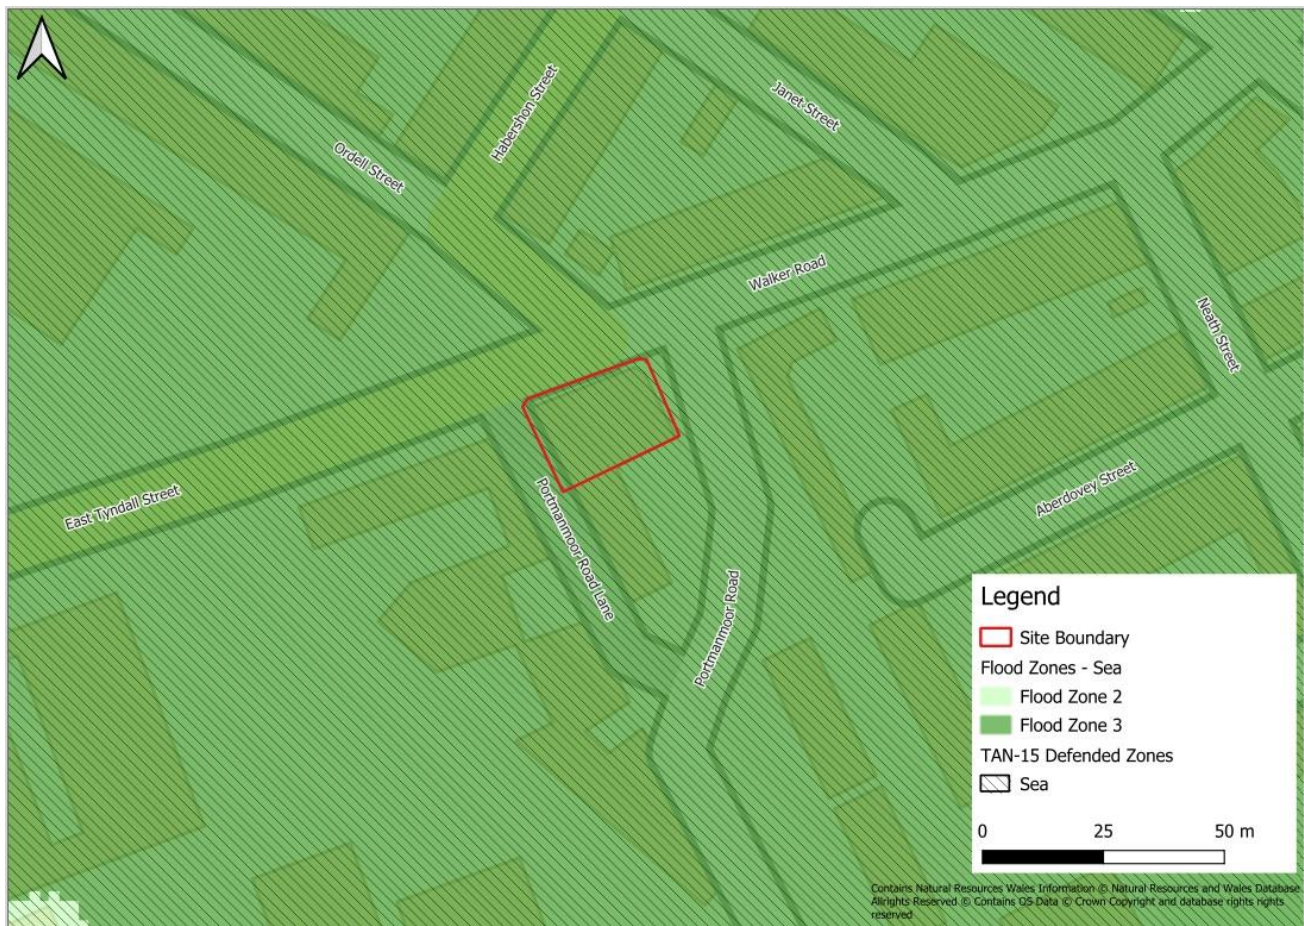 Habershon Street
Janet Street
Ordell Street
Walker Road
Neath Street
East Tyndall Street
Portmanmoor Road Lane
Aberdovey Street
Portmanmoor Road
Legend
Site Boundary
Flood Zones - Sea
Flood Zone 2
Flood Zone 3
TAN-15 Defended Zones
Sea
0 25 50 m
Contains Natural Resources Wales Information © Natural Resources and Wales Database
Allrights Reserved © Contains OS Data © Crown Copyright and database rights rights
reserved